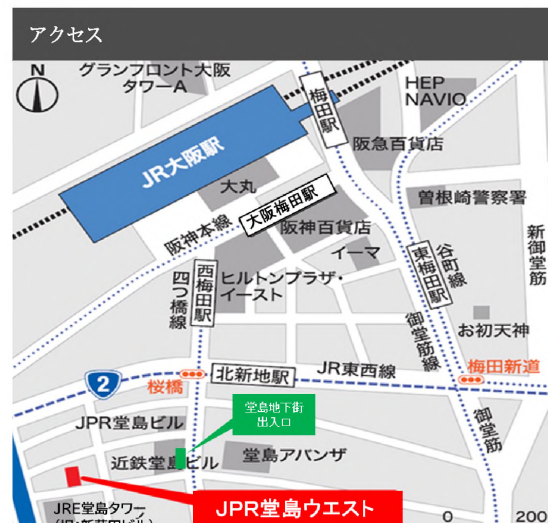 アクセス
N
グランフロント大阪
タワーA
HEP
NAVIO
梅田駅
JR大阪駅
阪急百貨店
大丸
曽根崎警察署
大阪梅田駅
阪神百貨店
阪神本線
イーマ
新御堂筋
谷町線
東梅田駅
西梅田駅
四つ橋線
ヒルトンプラザ・
イースト
御堂筋線
お初天神
2
桜橋
北新地駅
JR東西線
梅田新道
堂島地下街
出入口
JPR堂島ビル
御堂筋
近鉄堂島ビル
堂島アバンザ
JPR堂島ウエスト
JRE堂島タワー
0
200